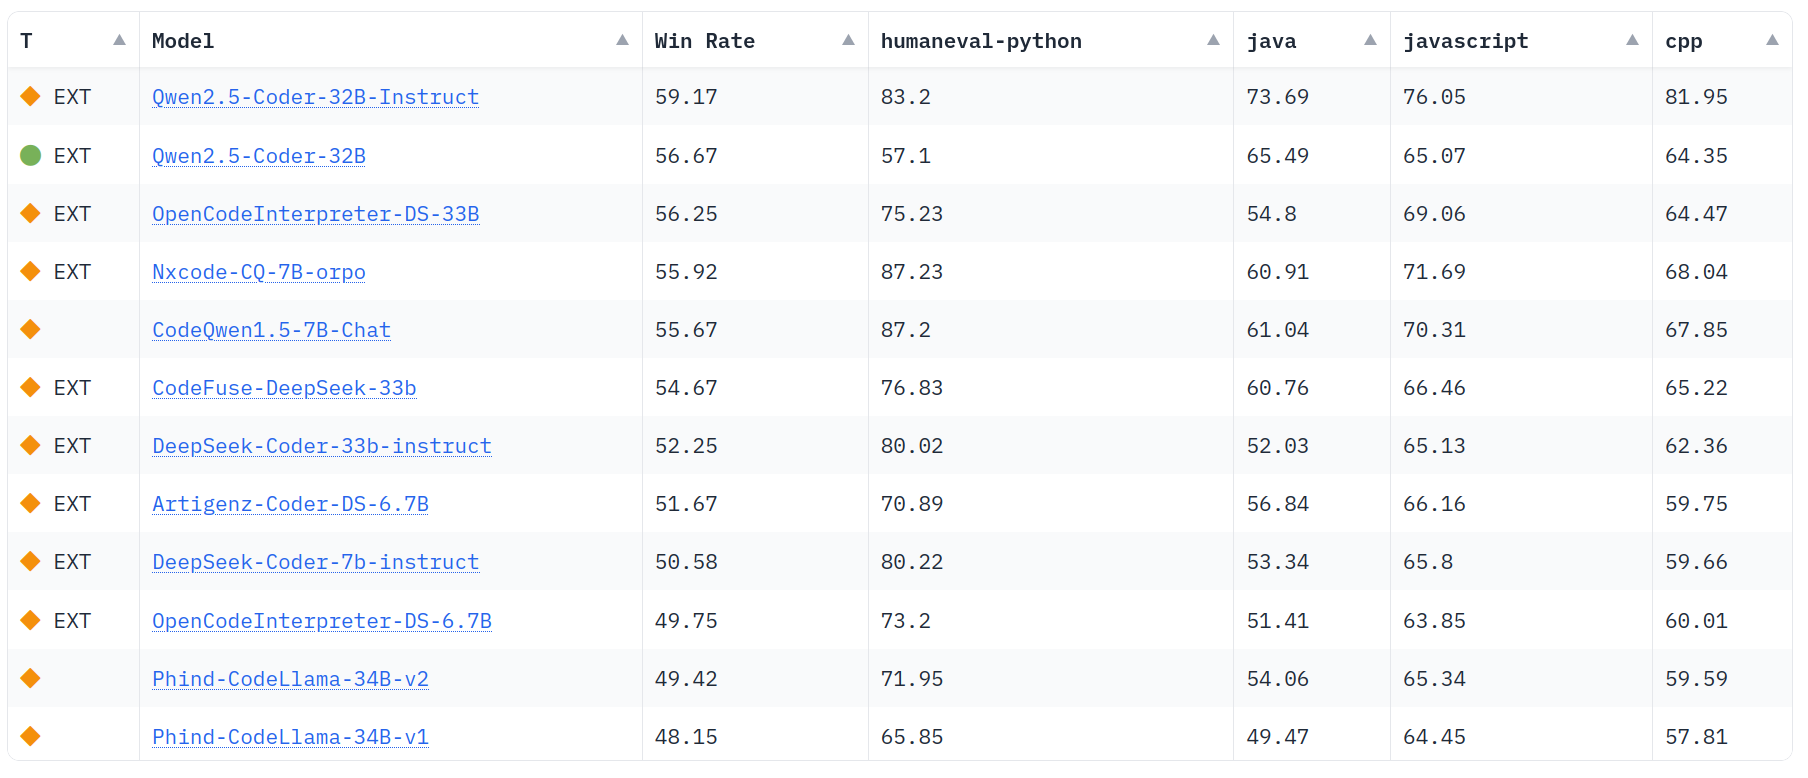 T Model Win Rate humaneval-python java javascript cpp
EXT Qwen2.5-Coder-32B-Instruct 59.17 83.2 73.69 76.05 81.95
EXT Qwen2.5-Coder-32B 56.67 57.1 65.49 65.07 64.35
EXT OpenCodeInterpreter-DS-33B 56.25 75.23 54.8 69.06 64.47
EXT Nxcode-CQ-7B-orpo 55.92 87.23 60.91 71.69 68.04
CodeQwen1.5-7B-Chat 55.67 87.2 61.04 70.31 67.85
EXT CodeFuse-DeepSeek-33b 54.67 76.83 60.76 66.46 65.22
EXT DeepSeek-Coder-33b-instruct 52.25 80.02 52.03 65.13 62.36
EXT Artigenz-Coder-DS-6.7B 51.67 70.89 56.84 66.16 59.75
EXT DeepSeek-Coder-7b-instruct 50.58 80.22 53.34 65.8 59.66
EXT OpenCodeInterpreter-DS-6.7B 49.75 73.2 51.41 63.85 60.01
Phind-CodeLlama-34B-v2 49.42 71.95 54.06 65.34 59.59
Phind-CodeLlama-34B-v1 48.15 65.85 49.47 64.45 57.81